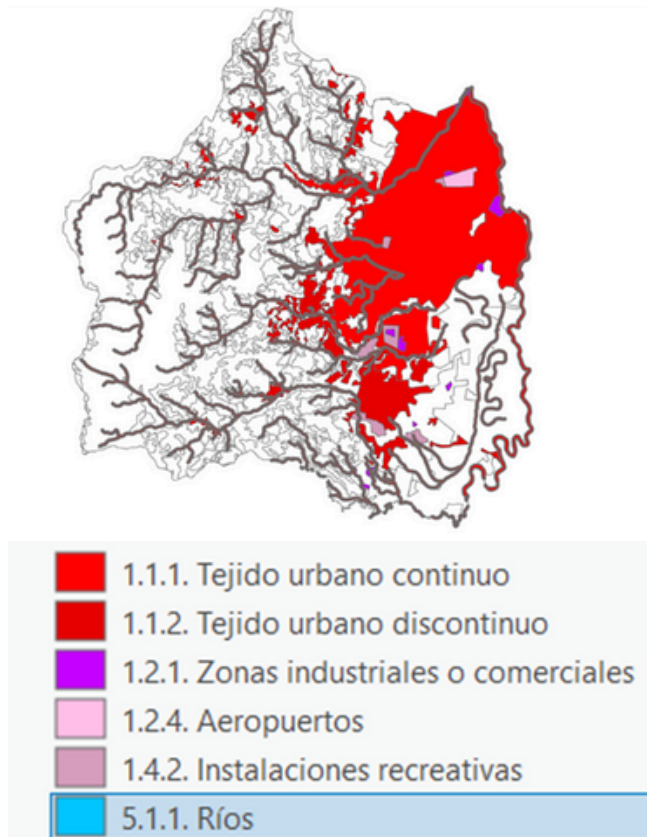 1.1.1. Tejido urbano continuo
1.1.2. Tejido urbano discontinuo
1.2.1. Zonas industriales o comerciales
1.2.4. Aeropuertos
1.4.2. Instalaciones recreativas
5.1.1. Ríos